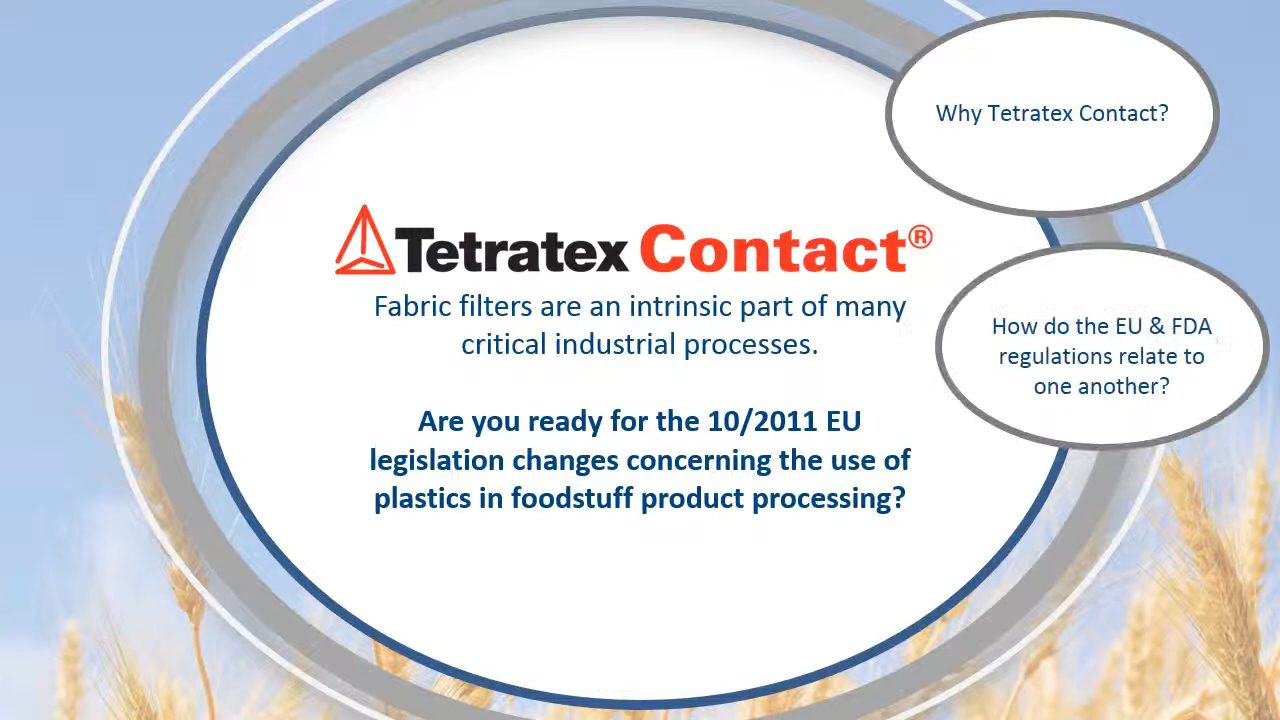 Why Tetratex Contact?
Tetratex Contact®
Fabric filters are an intrinsic part of many
critical industrial processes.
How do the EU & FDA
regulations relate to
one another?
Are you ready for the 10/2011 EU
legislation changes concerning the use of
plastics in foodstuff product processing?